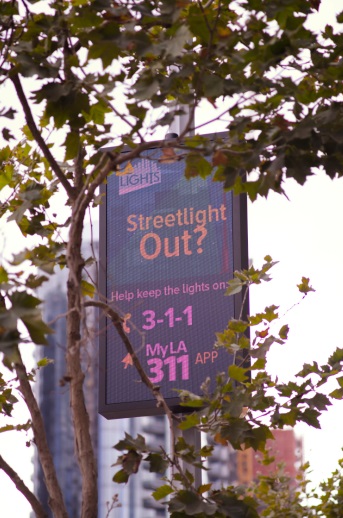 LIGHTS
Streetlight
Out?
Help keep the lights on:
3-1-1
MyLA
311 APP